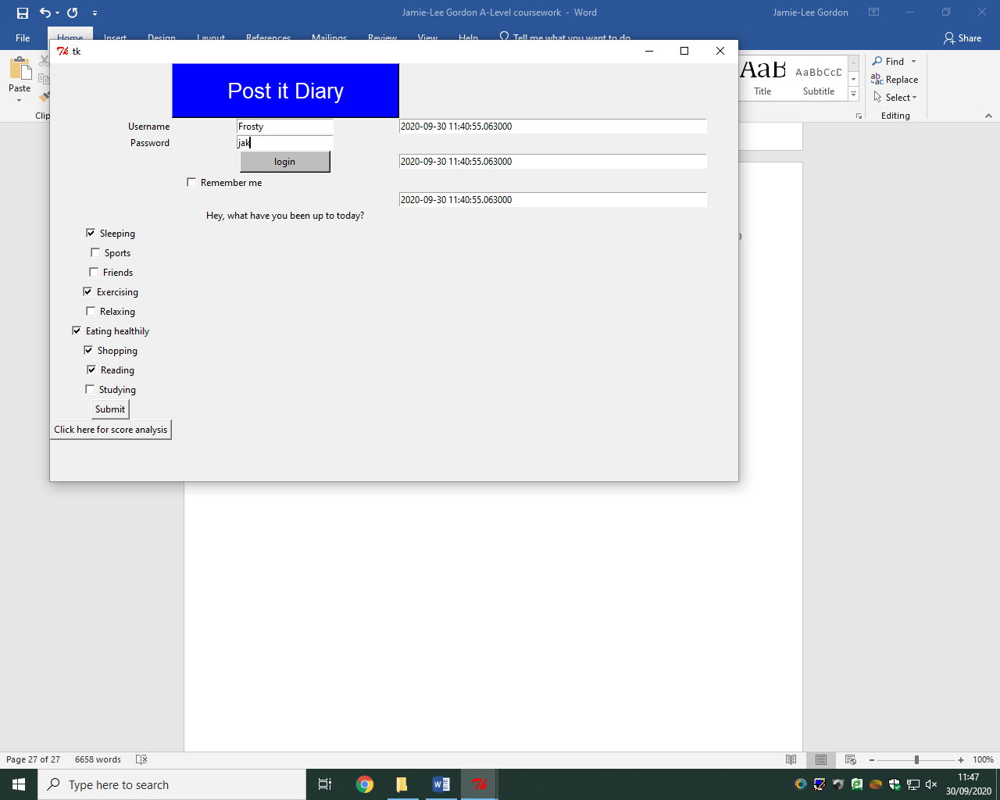 Jamie-Lee Gordon A-Level coursework - Word
Jamie-Lee Gordon
File Home Insert Design Layout References Mailings Review View Help Tell me what you want to do Share
tk
Paste
Post it Diary
AaB AaBbCcD
Title Subtitle
Find
Replace
Select
Editing
Username Frosty 2020-09-30 11:40:55.063000
Password jak
login 2020-09-30 11:40:55.063000
Remember me
2020-09-30 11:40:55.063000
Hey, what have you been up to today?
Sleeping
Sports
Friends
Exercising
Relaxing
Eating healthily
Shopping
Reading
Studying
Submit
Click here for score analysis
Page 27 of 27 6658 words 100%
Type here to search
11:47
30/09/2020